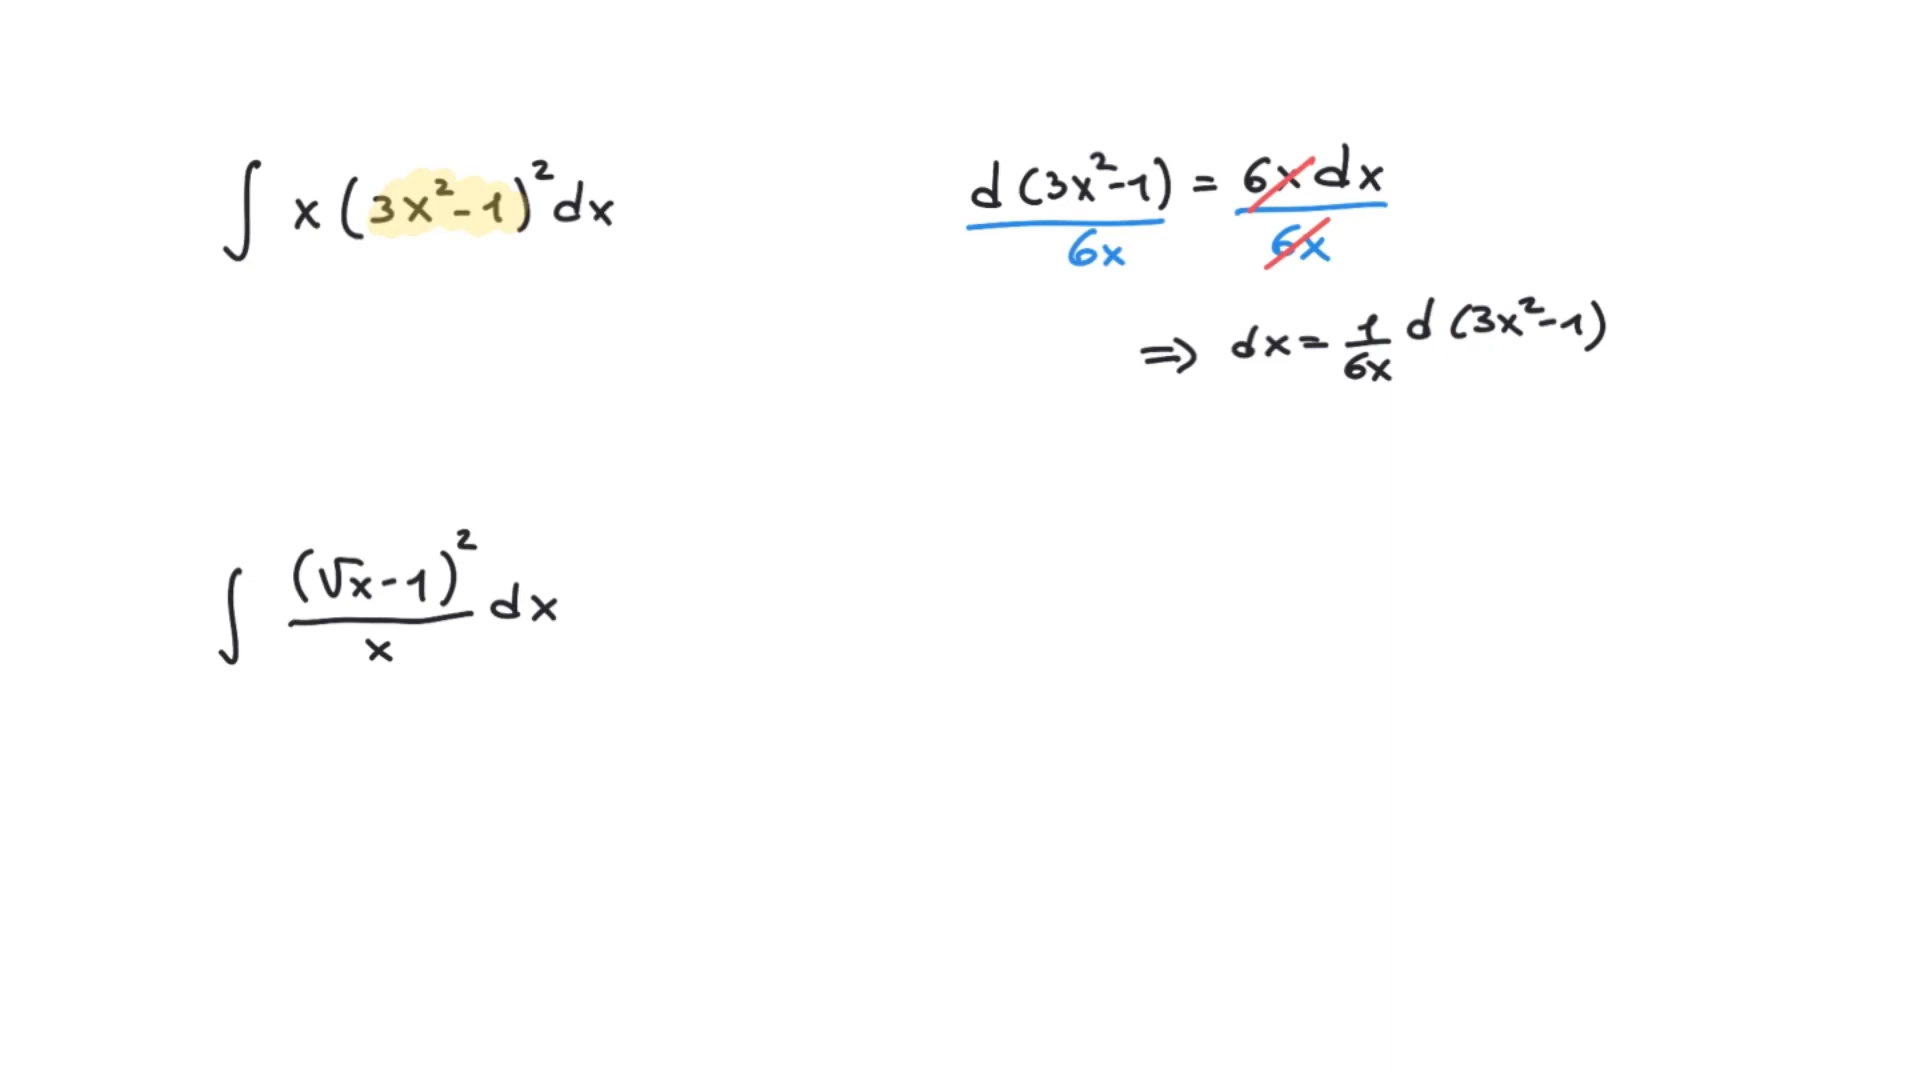 ∫ x (3x² - 1)² dx
d(3x² - 1) / 6x = 6x dx / 6x
⇒ dx = 1/6x d(3x² - 1)
∫ (√x - 1)² / x dx